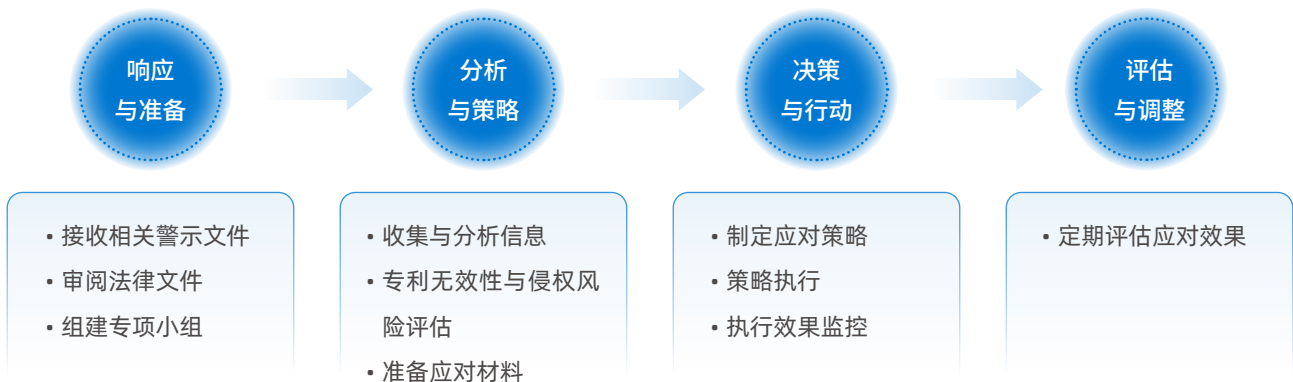 响应
与准备
分析
与策略
决策
与行动
评估
与调整
· 接收相关警示文件
· 审阅法律文件
· 组建专项小组
· 收集与分析信息
· 专利无效性与侵权风
险评估
· 准备应对材料
· 制定应对策略
· 策略执行
· 执行效果监控
· 定期评估应对效果